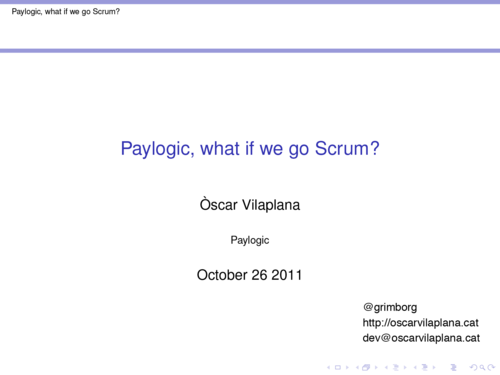 Paylogic, what if we go Scrum?
Paylogic, what if we go Scrum?
Òscar Vilaplana
Paylogic
October 26 2011
@grimborg
http://oscarvilaplana.cat
dev@oscarvilaplana.cat